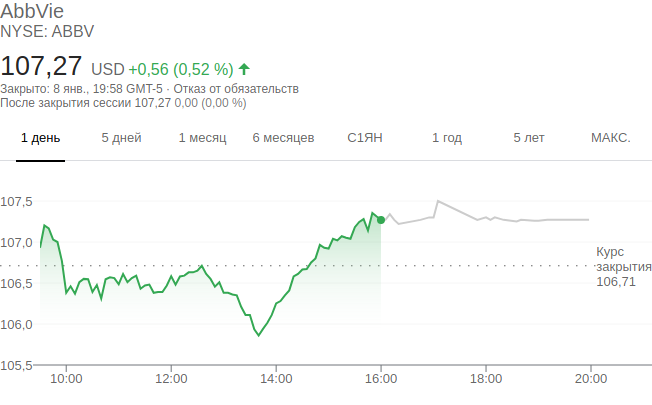 AbbVie
NYSE: ABBV
107,27 USD +0,56 (0,52 %)
Закрыто: 8 янв., 19:58 GMT-5 · Отказ от обязательств
После закрытия сессии 107,27 0,00 (0,00 %)
1 день 5 дней 1 месяц 6 месяцев С1ЯН 1 год 5 лет МАКС.
107,5
107,0
106,5
106,0
105,5
Курс
закрытия
106,71
10:00 12:00 14:00 16:00 18:00 20:00